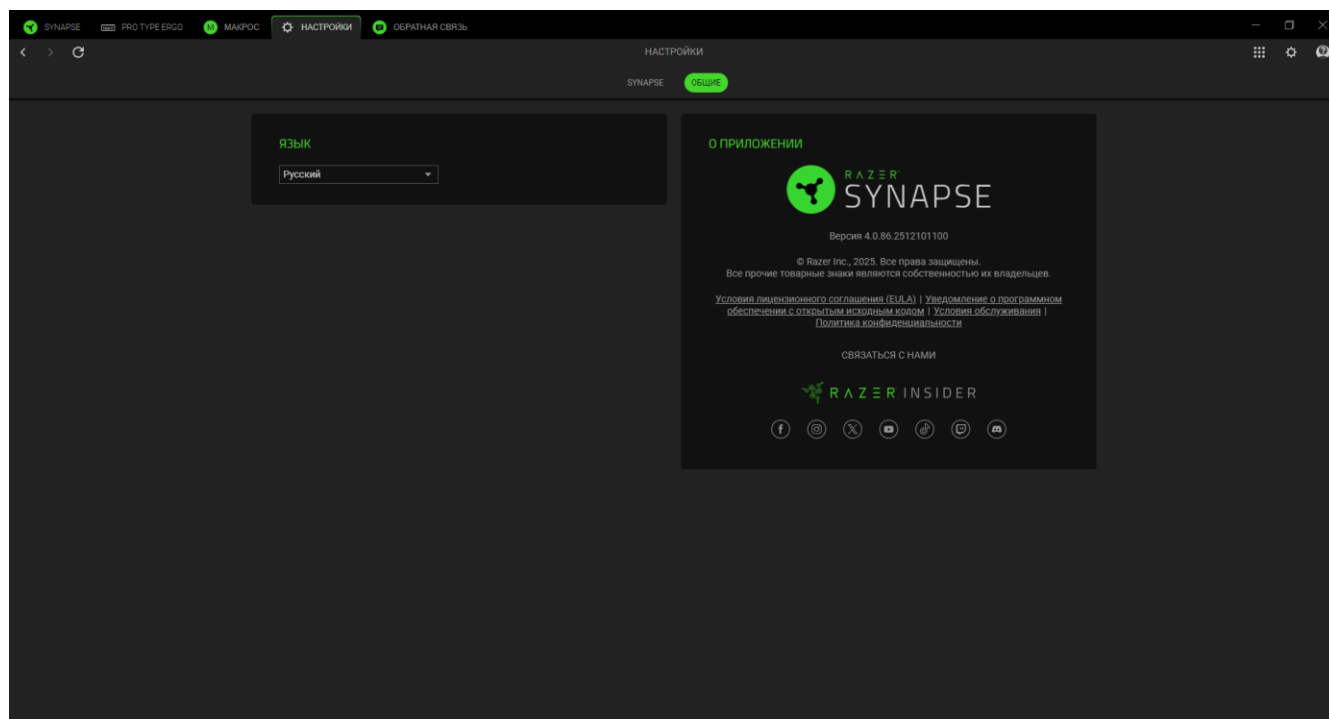 SYNAPSE PRO TYPE ERGO МАКРОС НАСТРОЙКИ ОБРАТНАЯ СВЯЗЬ
НАСТРОЙКИ
SYNAPSE ОБЩИЕ
ЯЗЫК
Русский
О ПРИЛОЖЕНИИ
RAZER
SYNAPSE
Версия 4.0.86.2512101100
© Razer Inc., 2025. Все права защищены.
Все прочие товарные знаки являются собственностью их владельцев.
Условия лицензионного соглашения (EULA) | Уведомление о программном
обеспечении с открытым исходным кодом | Условия обслуживания |
Политика конфиденциальности
СВЯЗАТЬСЯ С НАМИ
RAZER INSIDER